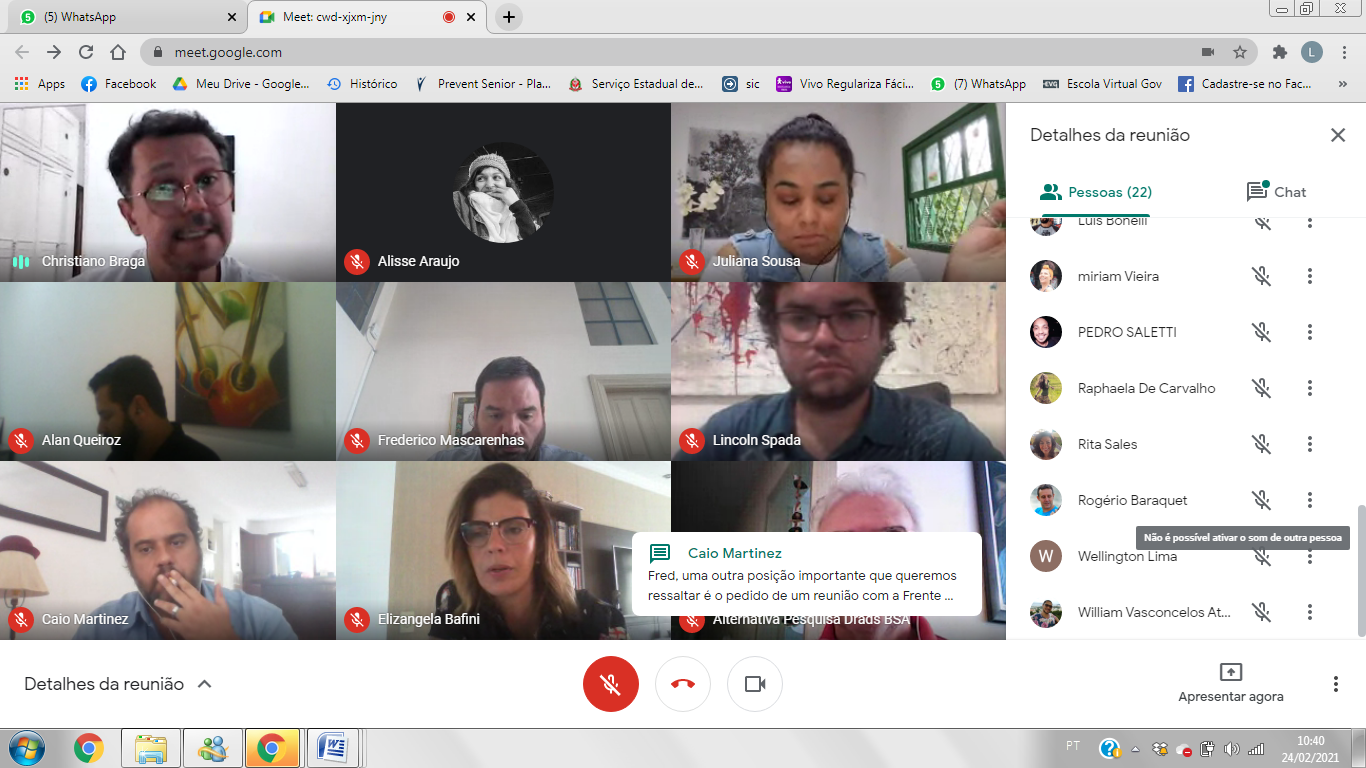 (5) WhatsApp
Meet: cwd-xjxm-jny
meet.google.com
L
Apps
Facebook
Meu Drive - Google...
Histórico
Prevent Senior - Pla...
Serviço Estadual de...
sic
Vivo Regulariza Fáci...
(7) WhatsApp
Escola Virtual Gov
Cadastre-se no Fac...
»
Christiano Braga
Alisse Araujo
Juliana Sousa
Alan Queiroz
Frederico Mascarenhas
Lincoln Spada
Caio Martinez
Elizangela Bafini
Alternativa Pesquisa Drads BSA
Caio Martinez
Fred, uma outra posição importante que queremos
ressaltar é o pedido de um reunião com a Frente ...
Detalhes da reunião
Pessoas (22)
Chat
Luis Bonelli
miriam Vieira
PEDRO SALETTI
Raphaela De Carvalho
Rita Sales
Rogério Baraquet
Não é possível ativar o som de outra pessoa
W
Wellington Lima
William Vasconcelos At...
Detalhes da reunião
Apresentar agora
PT
10:40
24/02/2021